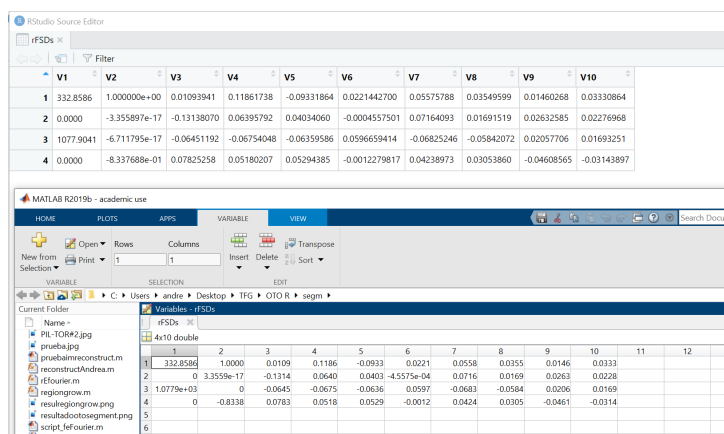 RStudio Source Editor
rFSDs
Filter
V1 V2 V3 V4 V5 V6 V7 V8 V9 V10
1 332.8586 1.000000e+00 0.01093941 0.11861738 -0.09331864 0.0221442700 0.05575788 0.03549599 0.01460268 0.03330864
2 0.0000 -3.355897e-17 -0.13138070 0.06395792 0.04034060 -0.0004557501 0.07164093 0.01691519 0.02632585 0.02276968
3 1077.9041 -6.711795e-17 -0.06451192 -0.06754048 -0.06359586 0.0596659414 -0.06825246 -0.05842072 0.02057706 0.01693251
4 0.0000 -8.337688e-01 0.07825258 0.05180207 0.05294385 -0.0012279817 0.04238973 0.03053860 -0.04608565 -0.03143897
MATLAB R2019b - academic use
HOME PLOTS APPS VARIABLE VIEW
Search Docu
New from Selection Open Print Rows 1 Columns 1 Insert Delete Transpose Sort
VARIABLE SELECTION EDIT
C: Users andre Desktop TFG OTO R segm
Current Folder Variables - rFSDs
Name rFSDs
PIL-TOR#2.jpg 4x10 double
prueba.jpg 1 2 3 4 5 6 7 8 9 10 11 12
pruebaimreconstruct.m 1 332.8586 1.0000 0.0109 0.1186 -0.0933 0.0221 0.0558 0.0355 0.0146 0.0333
reconstructAndrea.m 2 0 3.3559e-17 -0.1314 0.0640 0.0403 -4.5575e-04 0.0716 0.0169 0.0263 0.0228
rEfourier.m 3 1.0779e+03 0 -0.0645 -0.0675 -0.0636 0.0597 -0.0683 -0.0584 0.0206 0.0169
regiongrow.m 4 0 -0.8338 0.0783 0.0518 0.0529 -0.0012 0.0424 0.0305 -0.0461 -0.0314
resulregiongrow.png
resultadootosegment.png 5
script_feFourier.m 6